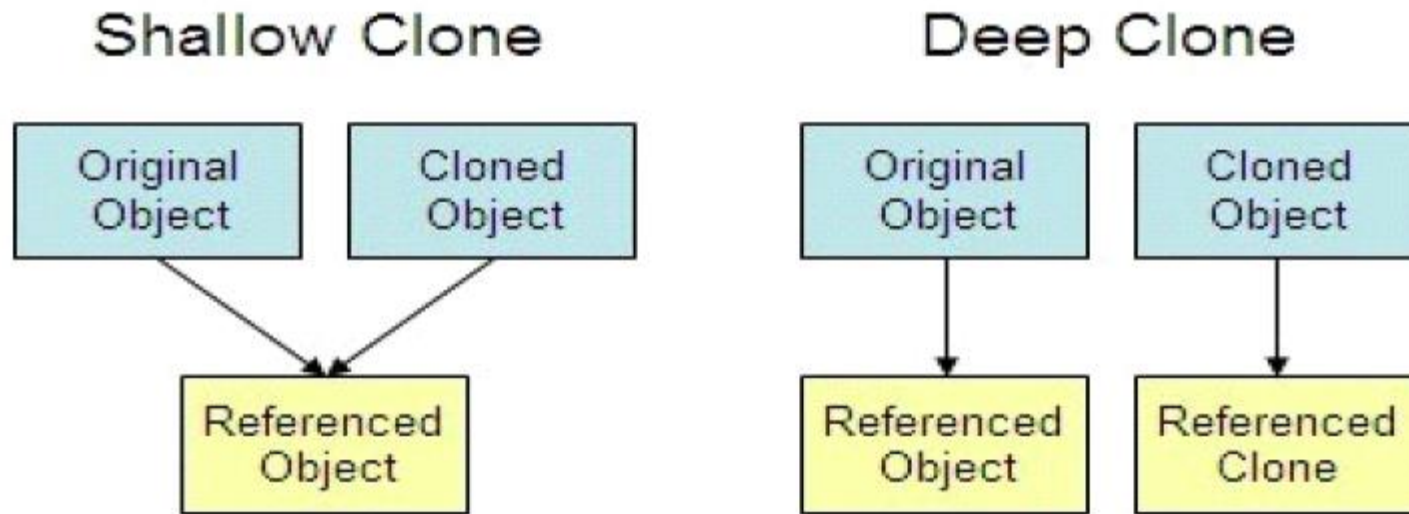 Shallow Clone
Deep Clone
Original
Object
Cloned
Object
Original
Object
Cloned
Object
Referenced
Object
Referenced
Object
Referenced
Clone